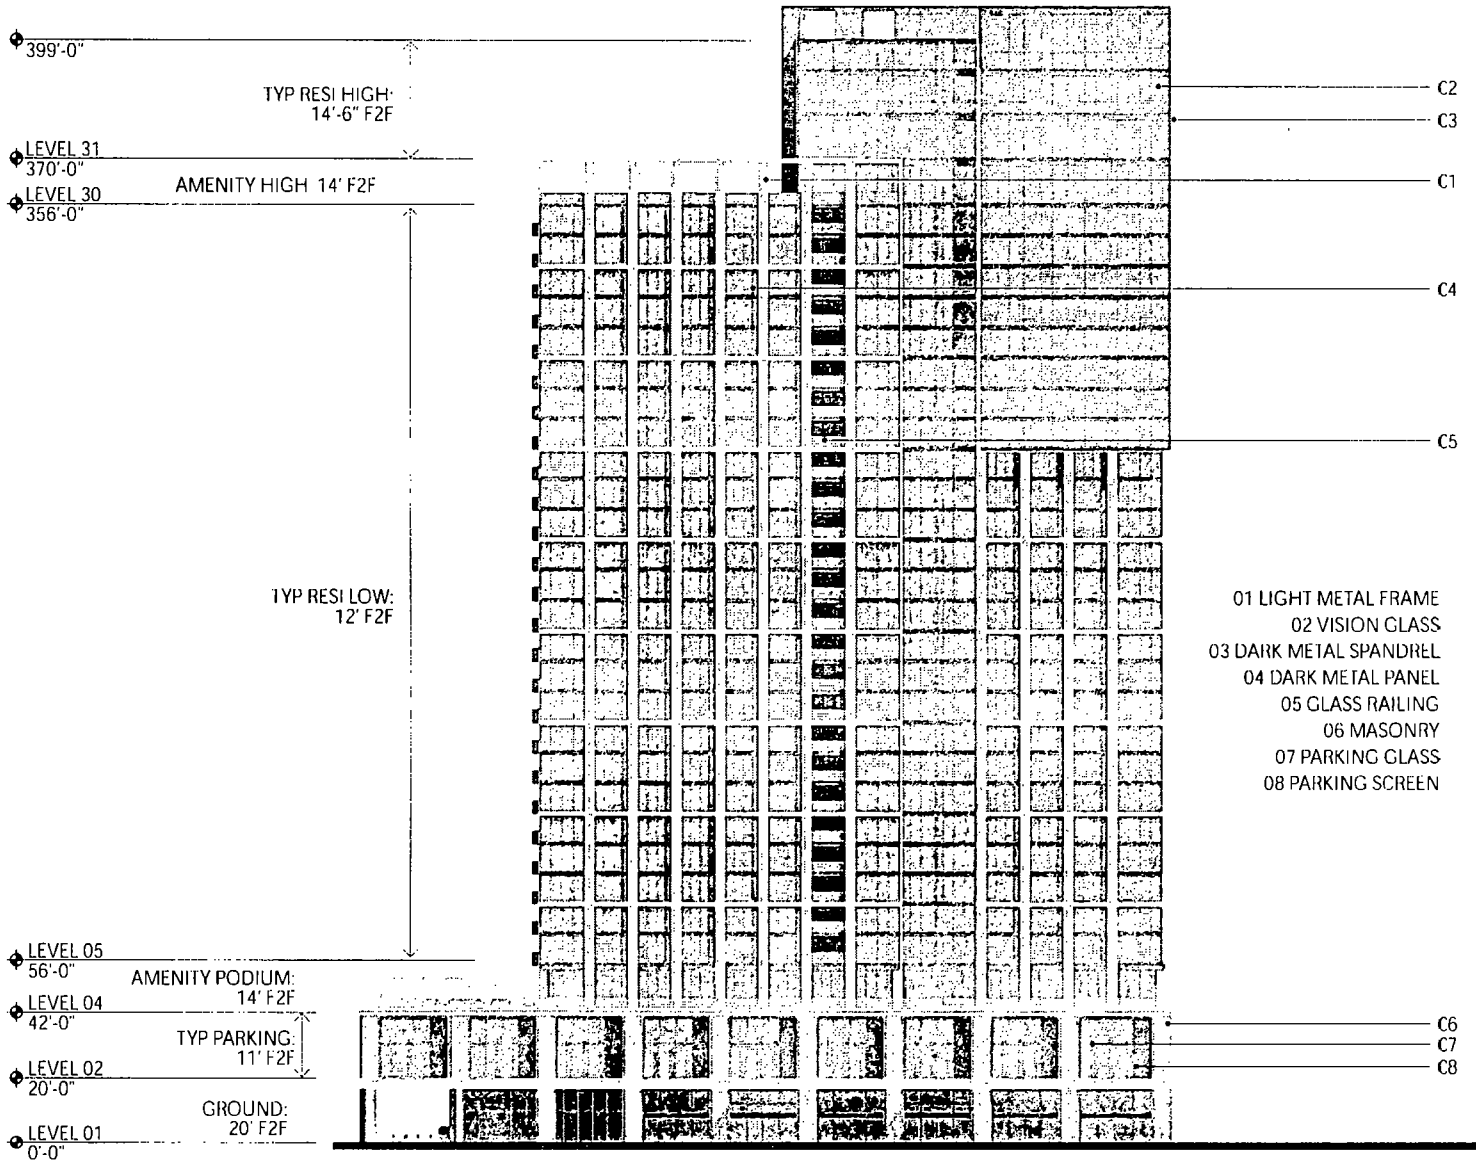 399'-0"
TYP RESI HIGH:
14'-6" F2F
LEVEL 31
370'-0"
AMENITY HIGH 14' F2F
LEVEL 30
356'-0"
TYP RESI LOW:
12' F2F
LEVEL 05
56'-0"
AMENITY PODIUM:
14' F2F
LEVEL 04
42'-0"
TYP PARKING:
11' F2F
LEVEL 02
20'-0"
GROUND:
20' F2F
LEVEL 01
0'-0"
C2
C3
C1
C4
C5
01 LIGHT METAL FRAME
02 VISION GLASS
03 DARK METAL SPANDREL
04 DARK METAL PANEL
05 GLASS RAILING
06 MASONRY
07 PARKING GLASS
08 PARKING SCREEN
C6
C7
C8